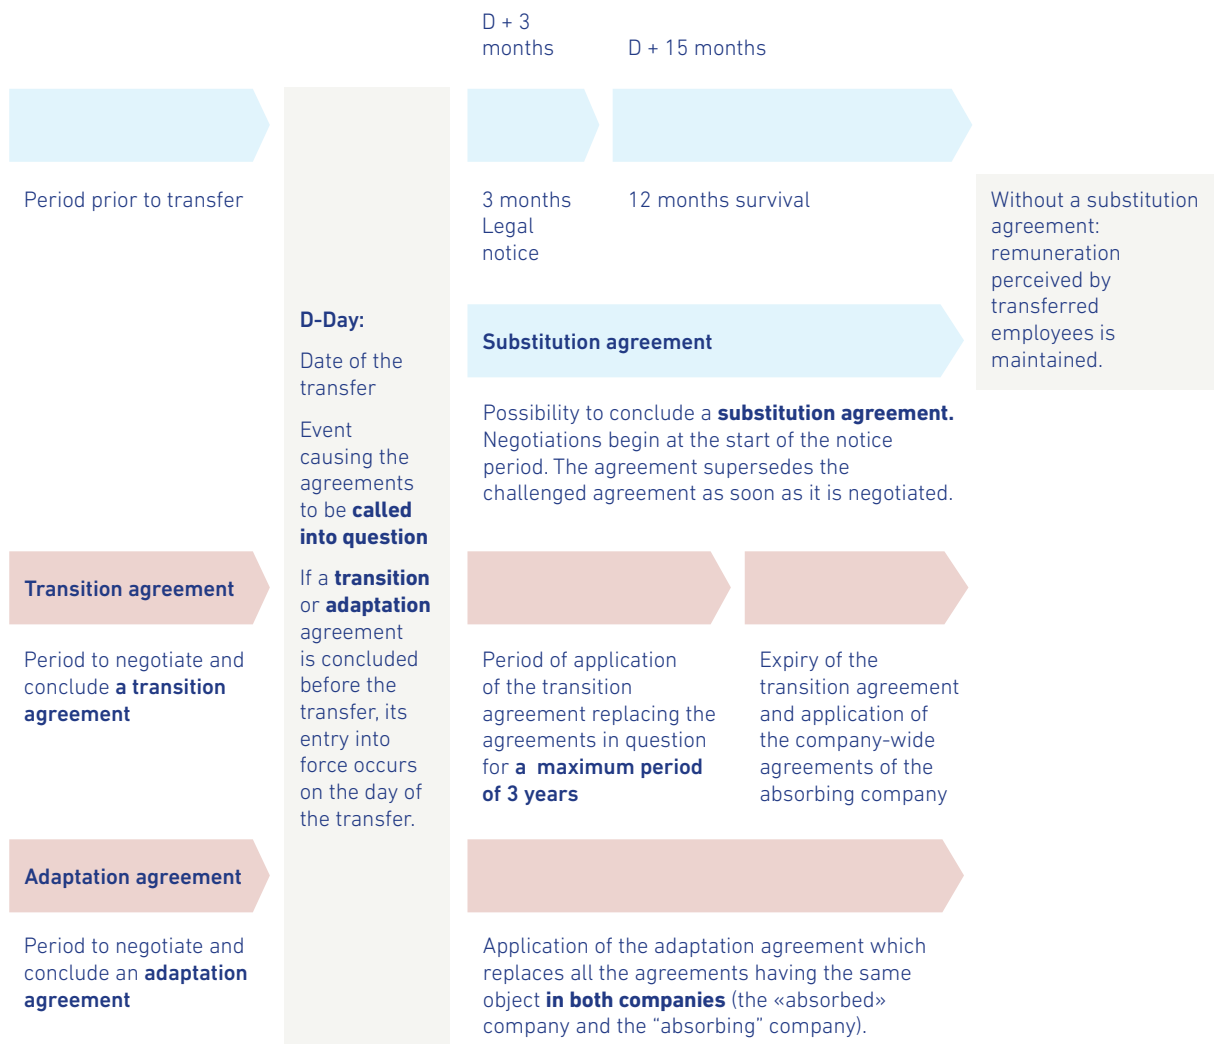 D + 3
months
D + 15 months
Period prior to transfer
3 months
Legal
notice
12 months survival
Without a substitution
agreement:
remuneration
perceived by
transferred
employees is
maintained.
D-Day:
Date of the
transfer
Event
causing the
agreements
to be called
into question
If a transition
or adaptation
agreement
is concluded
before the
transfer, its
entry into
force occurs
on the day of
the transfer.
Substitution agreement
Possibility to conclude a substitution agreement.
Negotiations begin at the start of the notice
period. The agreement supersedes the
challenged agreement as soon as it is negotiated.
Transition agreement
Period to negotiate and
conclude a transition
agreement
Period of application
of the transition
agreement replacing the
agreements in question
for a  maximum period
of 3 years
Expiry of the
transition agreement
and application of
the company-wide
agreements of the
absorbing company
Adaptation agreement
Period to negotiate and
conclude an adaptation
agreement
Application of the adaptation agreement which
replaces all the agreements having the same
object in both companies (the «absorbed»
company and the “absorbing” company).